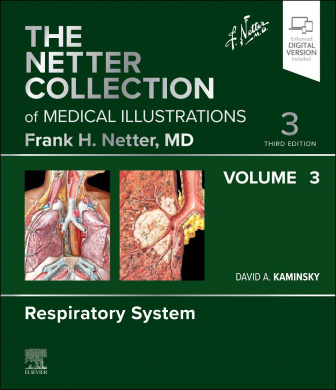 THE
NETTER
COLLECTION
of MEDICAL ILLUSTRATIONS
Frank H. Netter, MD
Enhanced
DIGITAL
VERSION
Included
3
THIRD EDITION
VOLUME 3
DAVID A. KAMINSKY
Respiratory System
ELSEVIER